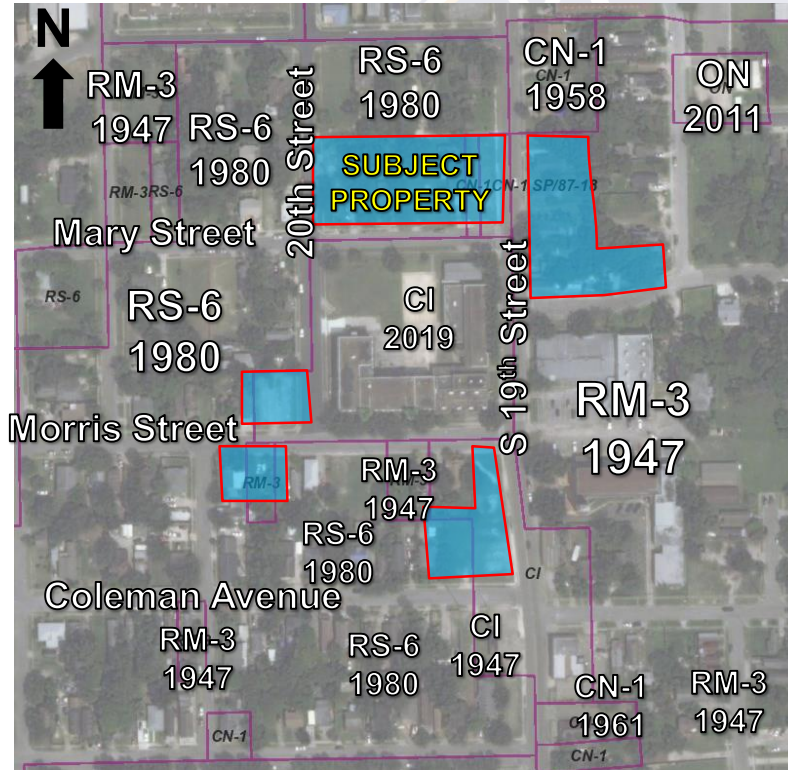 N
RS-6
1980
CN-1
CN-1
1958
ON
ON
2011
RM-3
1947
RS-6
1980
20th Street
SUBJECT
PROPERTY
RM-3
RS-6
CN-1
CN-1
SP/87-13
Mary Street
RS-6
RS-6
1980
CI
2019
S 19th Street
RM-3
1947
Morris Street
RM-3
RM-3
1947
RS-6
1980
CI
Coleman Avenue
RM-3
1947
RS-6
1980
CI
1947
CN-1
1961
RM-3
1947
CN-1
CN-1